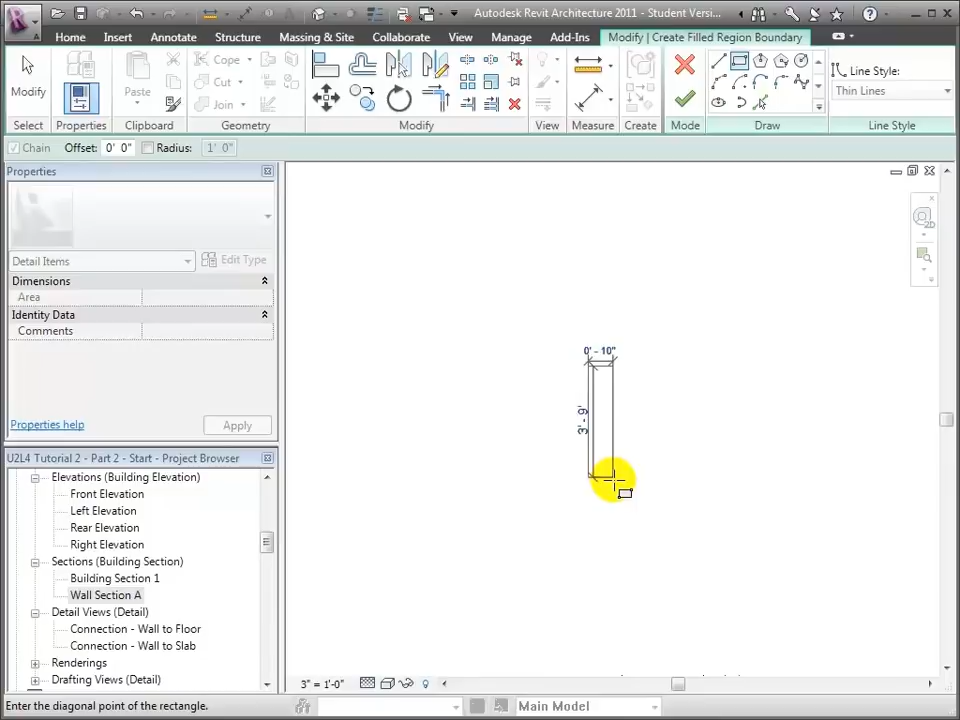 Autodesk Revit Architecture 2011 - Student Versi...
Home Insert Annotate Structure Massing & Site Collaborate View Manage Add-Ins Modify | Create Filled Region Boundary
Modify
Paste
Cope
Cut
Join
Line Style:
Thin Lines
Select Properties Clipboard Geometry Modify View Measure Create Mode Draw Line Style
Chain Offset: 0' 0" Radius: 1' 0"
Properties
Detail Items Edit Type
Dimensions
Area
Identity Data
Comments
Properties help Apply
U2L4 Tutorial 2 - Part 2 - Start - Project Browser
Elevations (Building Elevation)
Front Elevation
Left Elevation
Rear Elevation
Right Elevation
Sections (Building Section)
Building Section 1
Wall Section A
Detail Views (Detail)
Connection - Wall to Floor
Connection - Wall to Slab
Renderings
Drafting Views (Detail)
0' - 10"
3' - 9'
2D
3" = 1'-0"
Enter the diagonal point of the rectangle.
Main Model